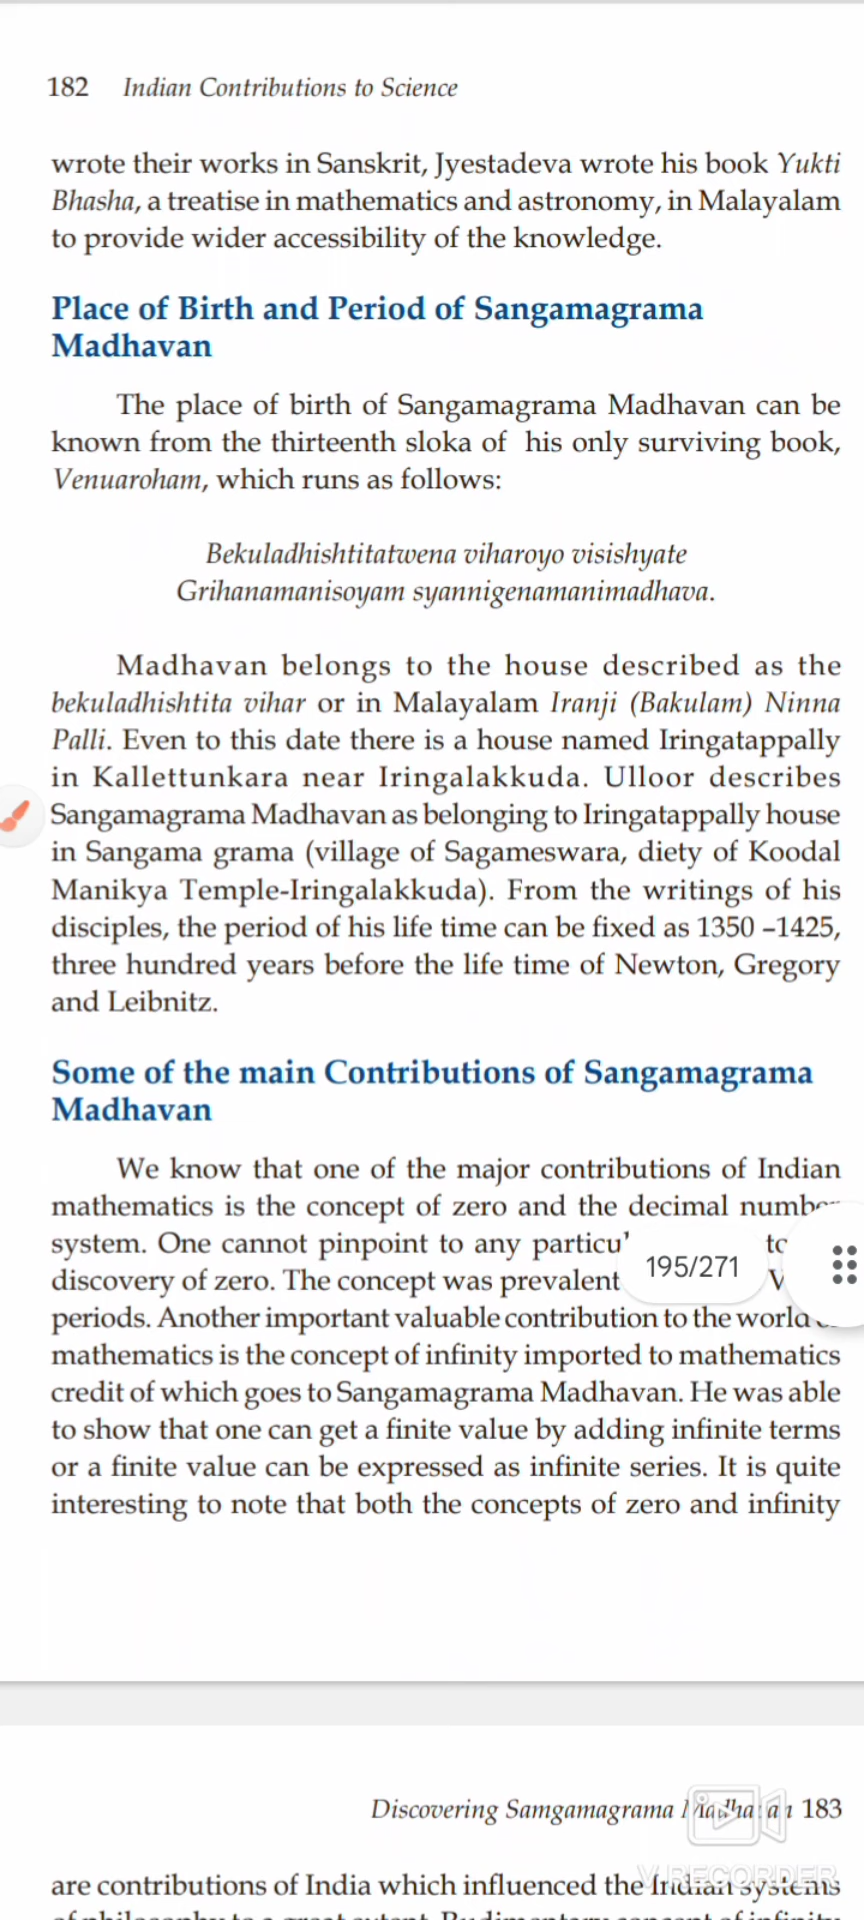 182 Indian Contributions to Science
wrote their works in Sanskrit, Jyestadeva wrote his book Yukti
Bhasha, a treatise in mathematics and astronomy, in Malayalam
to provide wider accessibility of the knowledge.
Place of Birth and Period of Sangamagrama
Madhavan
The place of birth of Sangamagrama Madhavan can be
known from the thirteenth sloka of his only surviving book,
Venuaroham, which runs as follows:
Bekuladhishtitatwena viharoyo visishyate
Grihanamanisoyam syannigenamanimadhava.
Madhavan belongs to the house described as the
bekuladhishtita vihar or in Malayalam Iranji (Bakulam) Ninna
Palli. Even to this date there is a house named Iringatappally
in Kallettunkara near Iringalakkuda. Ulloor describes
Sangamagrama Madhavan as belonging to Iringatappally house
in Sangama grama (village of Sagameswara, diety of Koodal
Manikya Temple-Iringalakkuda). From the writings of his
disciples, the period of his life time can be fixed as 1350 –1425,
three hundred years before the life time of Newton, Gregory
and Leibnitz.
Some of the main Contributions of Sangamagrama
Madhavan
We know that one of the major contributions of Indian
mathematics is the concept of zero and the decimal number
system. One cannot pinpoint to any
discovery of zero. The concept was prevalent
195/271
periods. Another important valuable contribution to the world
mathematics is the concept of infinity imported to mathematics
credit of which goes to Sangamagrama Madhavan. He was able
to show that one can get a finite value by adding infinite terms
or a finite value can be expressed as infinite series. It is quite
interesting to note that both the concepts of zero and infinity
Discovering Samgamagrama Madhavan 183
V RECORDER
are contributions of India which influenced the Indian systems